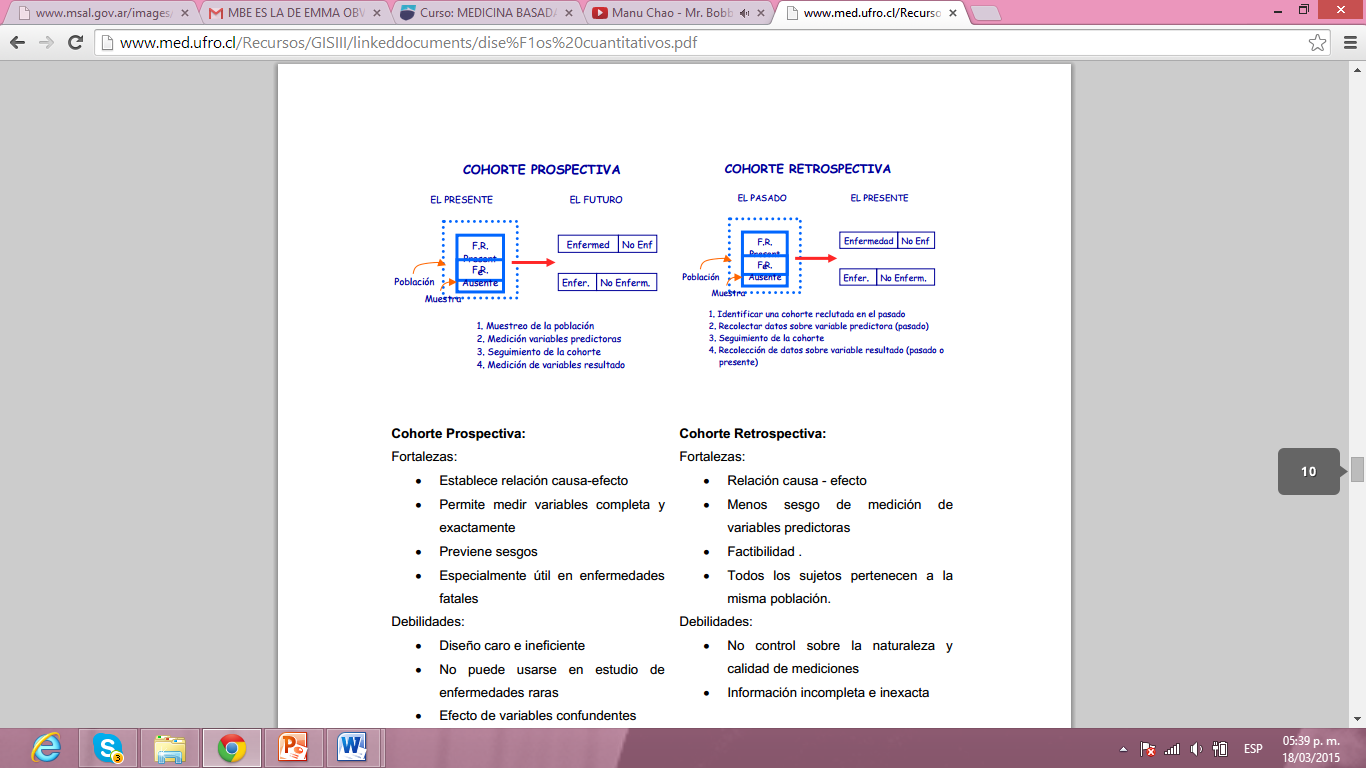 www.msal.gov.ar/images/
MBE ES LA DE EMMA OBV
Curso: MEDICINA BASADA
Manu Chao - Mr. Bobb
www.med.ufro.cl/Recurso
www.med.ufro.cl/Recursos/GISIII/linkeddocuments/dise%F1os%20cuantitativos.pdf
COHORTE PROSPECTIVA
EL PRESENTE
EL FUTURO
F.R.
Present
e
F.R.
Ausente
Población
Muestra
Enfermed
No Enf
Enfer.
No Enferm.
1. Muestreo de la población
2. Medición variables predictoras
3. Seguimiento de la cohorte
4. Medición de variables resultado
COHORTE RETROSPECTIVA
EL PASADO
EL PRESENTE
F.R.
Present
e
F.R.
Ausente
Población
Muestra
Enfermedad
No Enf
Enfer.
No Enferm.
1. Identificar una cohorte reclutada en el pasado
2. Recolectar datos sobre variable predictora (pasado)
3. Seguimiento de la cohorte
4. Recolección de datos sobre variable resultado (pasado o
presente)
Cohorte Prospectiva:
Fortalezas:
• Establece relación causa-efecto
• Permite medir variables completa y
exactamente
• Previene sesgos
• Especialmente útil en enfermedades
fatales
Debilidades:
• Diseño caro e ineficiente
• No puede usarse en estudio de
enfermedades raras
• Efecto de variables confundentes
Cohorte Retrospectiva:
Fortalezas:
• Relación causa - efecto
• Menos sesgo de medición de
variables predictoras
• Factibilidad .
• Todos los sujetos pertenecen a la
misma población.
Debilidades:
• No control sobre la naturaleza y
calidad de mediciones
• Información incompleta e inexacta
10
3
ESP
05:39 p. m.
18/03/2015